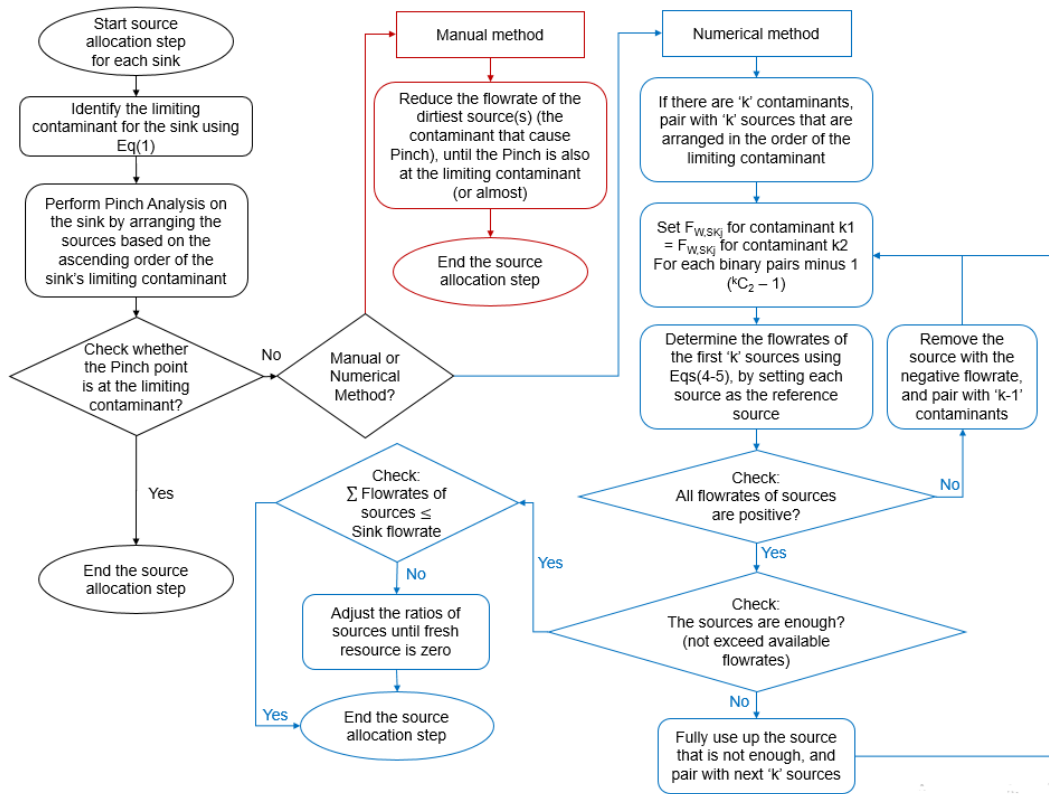 Start source
allocation step
for each sink
Identify the limiting
contaminant for the sink using
Eq(1)
Perform Pinch Analysis on
the sink by arranging the
sources based on the
ascending order of the
sink's limiting contaminant
Check whether
the Pinch point
is at the limiting
contaminant?
No
Yes
End the source
allocation step
Manual or
Numerical
Method?
Manual method
Reduce the flowrate of the
dirtiest source(s) (the
contaminant that cause
Pinch), until the Pinch is also
at the limiting contaminant
(or almost)
End the source
allocation step
Numerical method
If there are 'k' contaminants,
pair with 'k' sources that are
arranged in the order of the
limiting contaminant
Set F_W,SKj for contaminant k1
= F_W,SKj for contaminant k2
For each binary pairs minus 1
(ᵏC₂ – 1)
Determine the flowrates of
the first 'k' sources using
Eqs(4-5), by setting each
source as the reference
source
Remove the
source with the
negative flowrate,
and pair with 'k-1'
contaminants
Check:
All flowrates of sources
are positive?
No
Yes
Check:
The sources are enough?
(not exceed available
flowrates)
No
Fully use up the source
that is not enough, and
pair with next 'k' sources
Yes
Check:
∑ Flowrates of
sources ≤
Sink flowrate
No
Adjust the ratios of
sources until fresh
resource is zero
Yes
End the source
allocation step